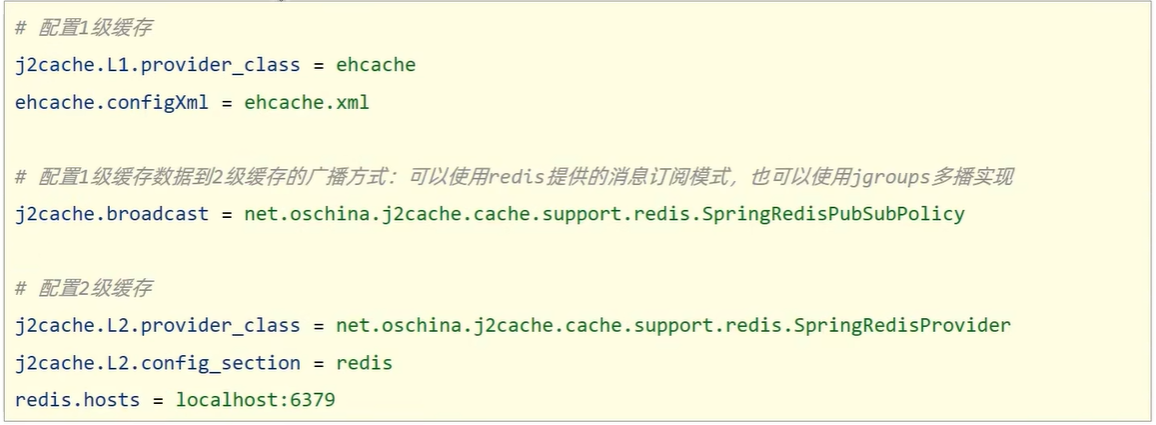 # 配置1级缓存
j2cache.L1.provider_class = ehcache
ehcache.configXml = ehcache.xml
# 配置1级缓存数据到2级缓存的广播方式：可以使用redis提供的消息订阅模式，也可以使用jgroups多播实现
j2cache.broadcast = net.oschina.j2cache.cache.support.redis.SpringRedisPubSubPolicy
# 配置2级缓存
j2cache.L2.provider_class = net.oschina.j2cache.cache.support.redis.SpringRedisProvider
j2cache.L2.config_section = redis
redis.hosts = localhost:6379